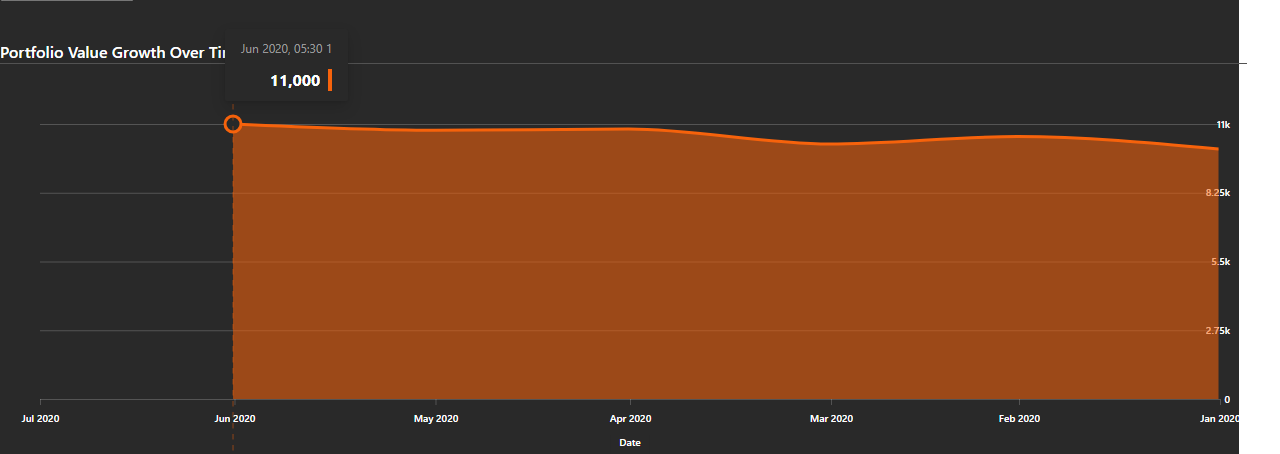 Portfolio Value Growth Over Ti
Jun 2020, 05:30 1
11,000
11k
8.25k
5.5k
2.75k
0
Jul 2020 Jun 2020 May 2020 Apr 2020 Mar 2020 Feb 2020 Jan 2020
Date